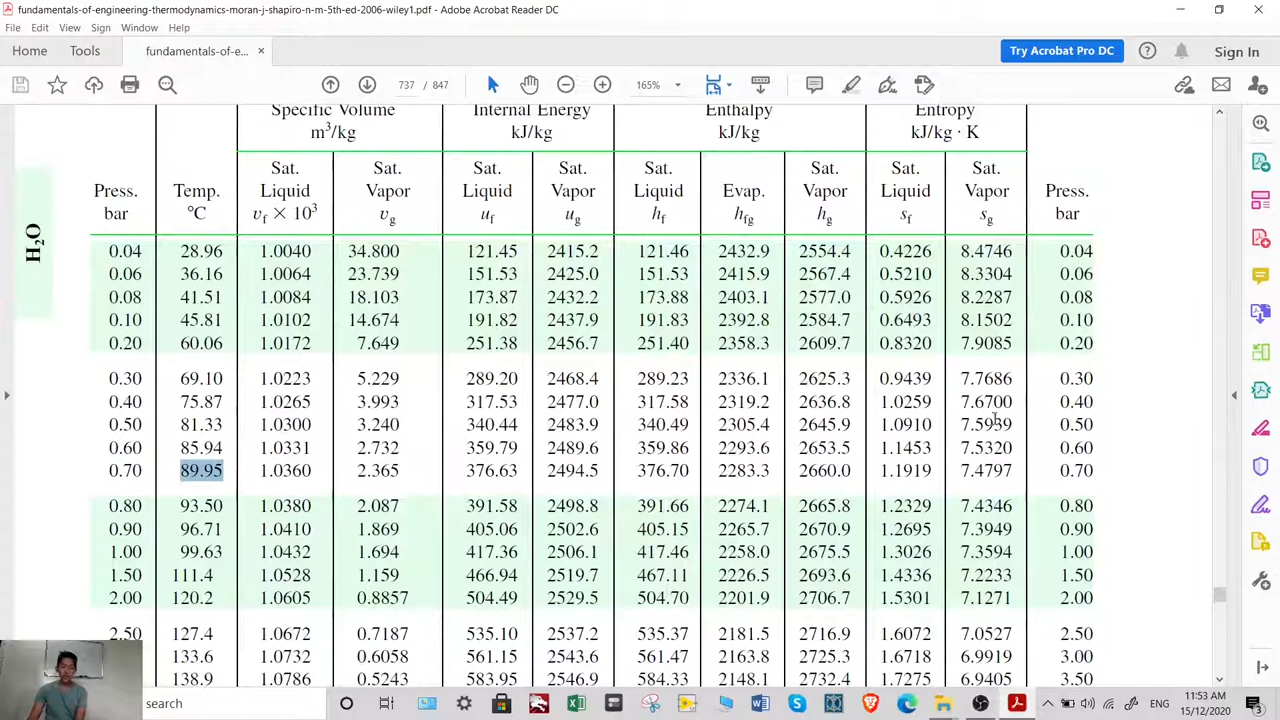 fundamentals-of-engineering-thermodynamics-moran-j-shapiro-n-m-5th-ed-2006-wiley1.pdf - Adobe Acrobat Reader DC
File Edit View Sign Window Help
Home Tools fundamentals-of-e... × Try Acrobat Pro DC Sign In
737 / 847 165%
Specific Volume Internal Energy Enthalpy Entropy
m³/kg kJ/kg kJ/kg kJ/kg · K
Sat. Sat. Sat. Sat. Sat. Sat. Sat. Sat.
Press. Temp. Liquid Vapor Liquid Vapor Liquid Evap. Vapor Liquid Vapor Press.
bar °C vf × 10³ vg uf ug hf hfg hg sf sg bar
H₂O
0.04 28.96 1.0040 34.800 121.45 2415.2 121.46 2432.9 2554.4 0.4226 8.4746 0.04
0.06 36.16 1.0064 23.739 151.53 2425.0 151.53 2415.9 2567.4 0.5210 8.3304 0.06
0.08 41.51 1.0084 18.103 173.87 2432.2 173.88 2403.1 2577.0 0.5926 8.2287 0.08
0.10 45.81 1.0102 14.674 191.82 2437.9 191.83 2392.8 2584.7 0.6493 8.1502 0.10
0.20 60.06 1.0172 7.649 251.38 2456.7 251.40 2358.3 2609.7 0.8320 7.9085 0.20
0.30 69.10 1.0223 5.229 289.20 2468.4 289.23 2336.1 2625.3 0.9439 7.7686 0.30
0.40 75.87 1.0265 3.993 317.53 2477.0 317.58 2319.2 2636.8 1.0259 7.6700 0.40
0.50 81.33 1.0300 3.240 340.44 2483.9 340.49 2305.4 2645.9 1.0910 7.5939 0.50
0.60 85.94 1.0331 2.732 359.79 2489.6 359.86 2293.6 2653.5 1.1453 7.5320 0.60
0.70 89.95 1.0360 2.365 376.63 2494.5 376.70 2283.3 2660.0 1.1919 7.4797 0.70
0.80 93.50 1.0380 2.087 391.58 2498.8 391.66 2274.1 2665.8 1.2329 7.4346 0.80
0.90 96.71 1.0410 1.869 405.06 2502.6 405.15 2265.7 2670.9 1.2695 7.3949 0.90
1.00 99.63 1.0432 1.694 417.36 2506.1 417.46 2258.0 2675.5 1.3026 7.3594 1.00
1.50 111.4 1.0528 1.159 466.94 2519.7 467.11 2226.5 2693.6 1.4336 7.2233 1.50
2.00 120.2 1.0605 0.8857 504.49 2529.5 504.70 2201.9 2706.7 1.5301 7.1271 2.00
2.50 127.4 1.0672 0.7187 535.10 2537.2 535.37 2181.5 2716.9 1.6072 7.0527 2.50
133.6 1.0732 0.6058 561.15 2543.6 561.47 2163.8 2725.3 1.6718 6.9919 3.00
138.9 1.0786 0.5243 583.95 2546.9 584.33 2148.1 2732.4 1.7275 6.9405 3.50
search ENG 11:53 AM
15/12/2020